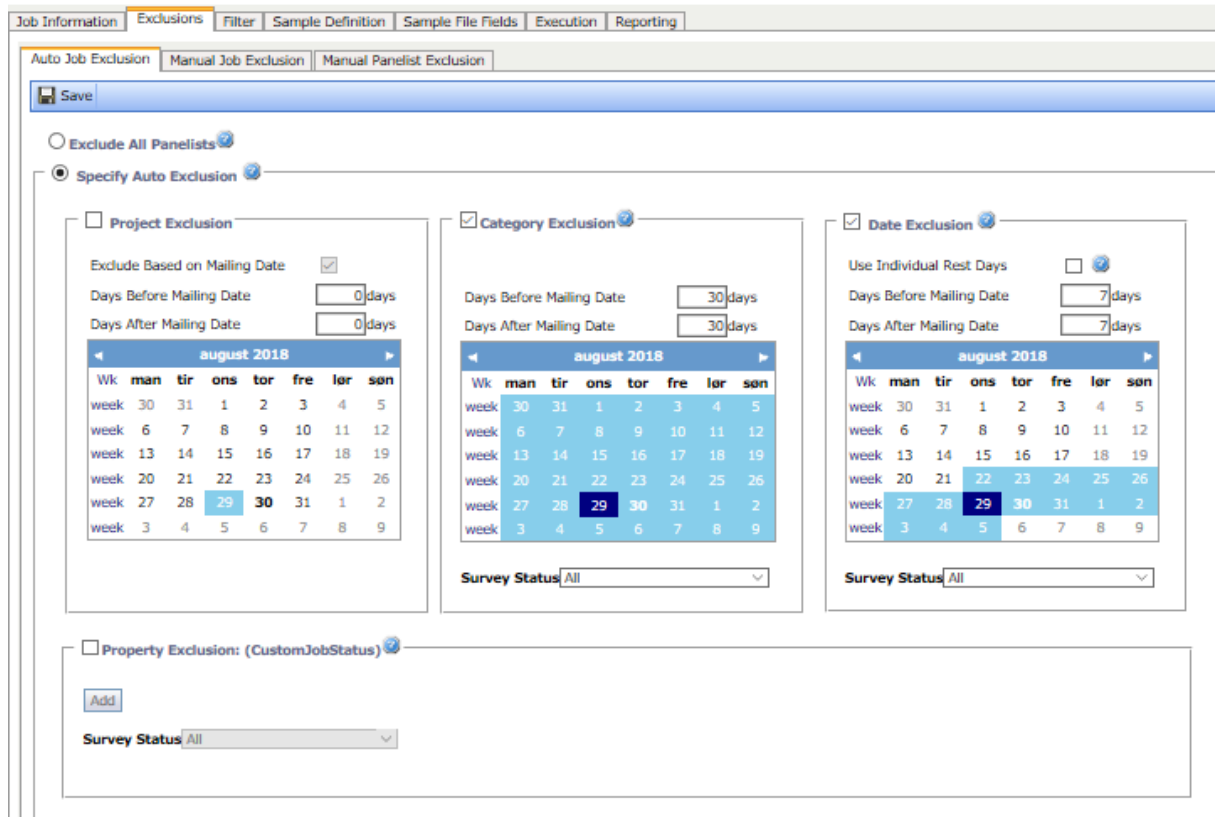 Job Information Exclusions Filter Sample Definition Sample File Fields Execution Reporting
Auto Job Exclusion Manual Job Exclusion Manual Panelist Exclusion
Save
Exclude All Panelists
Specify Auto Exclusion
Project Exclusion
Exclude Based on Mailing Date
Days Before Mailing Date 0 days
Days After Mailing Date 0 days
august 2018
Wk man tir ons tor fre lør søn
week 30 31 1 2 3 4 5
week 6 7 8 9 10 11 12
week 13 14 15 16 17 18 19
week 20 21 22 23 24 25 26
week 27 28 29 30 31 1 2
week 3 4 5 6 7 8 9
Category Exclusion
Days Before Mailing Date 30 days
Days After Mailing Date 30 days
august 2018
Wk man tir ons tor fre lør søn
week 30 31 1 2 3 4 5
week 6 7 8 9 10 11 12
week 13 14 15 16 17 18 19
week 20 21 22 23 24 25 26
week 27 28 29 30 31 1 2
week 3 4 5 6 7 8 9
Survey Status All
Date Exclusion
Use Individual Rest Days
Days Before Mailing Date 7 days
Days After Mailing Date 7 days
august 2018
Wk man tir ons tor fre lør søn
week 30 31 1 2 3 4 5
week 6 7 8 9 10 11 12
week 13 14 15 16 17 18 19
week 20 21 22 23 24 25 26
week 27 28 29 30 31 1 2
week 3 4 5 6 7 8 9
Survey Status All
Property Exclusion: (CustomJobStatus)
Add
Survey Status All